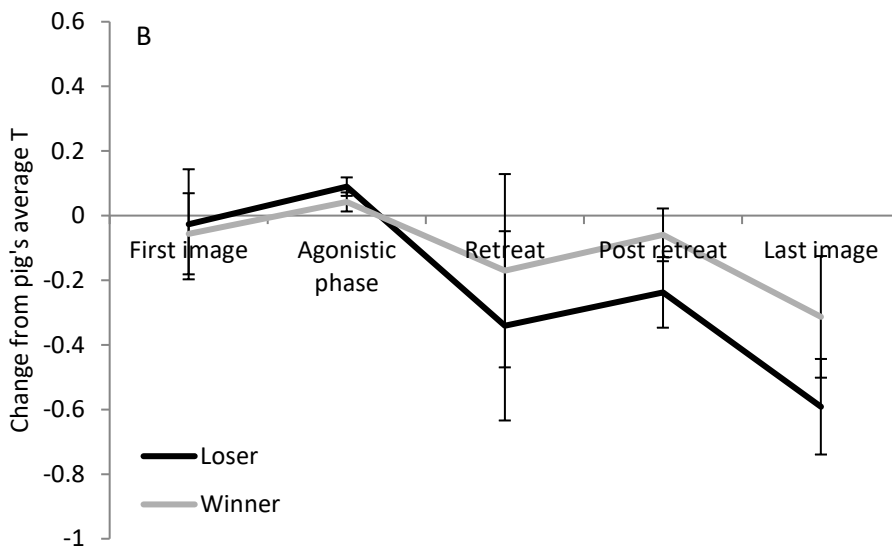 B
Change from pig's average T
0.6
0.4
0.2
0
-0.2
-0.4
-0.6
-0.8
-1
First image
Agonistic
phase
Retreat
Post retreat
Last image
Loser
Winner